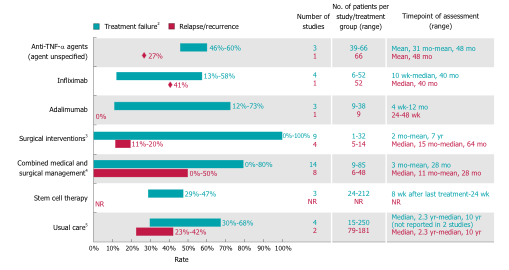 Treatment failure² Relapse/recurrence
Number of studies
No. of patients per study/treatment group (range)
Timepoint of assessment (range)
Anti-TNF-α agents (agent unspecified)
46%-60% 3 39-66 Mean, 31 mo-mean, 48 mo
27% 1 66 Mean, 48 mo
Infliximab
13%-58% 4 6-52 10 wk-median, 40 mo
41% 1 52 Median, 40 mo
Adalimumab
12%-73% 3 9-38 4 wk-12 mo
0% 1 9 24-48 wk
Surgical interventions³
0%-100% 9 1-32 2 mo-mean, 7 yr
11%-20% 4 5-14 Median, 15 mo-median, 64 mo
Combined medical and surgical management⁴
0%-80% 14 9-85 3 mo-mean, 28 mo
0%-50% 8 6-48 Median, 11 mo-mean, 28 mo
Stem cell therapy
29%-47% 3 24-212 8 wk after last treatment-24 wk
NR NR NR NR
Usual care⁵
30%-68% 4 15-250 Median, 2.3 yr-median, 10 yr
(not reported in 2 studies)
23%-42% 2 79-181 Median, 2.3 yr-median, 10 yr
0% 10% 20% 30% 40% 50% 60% 70% 80% 90% 100%
Rate